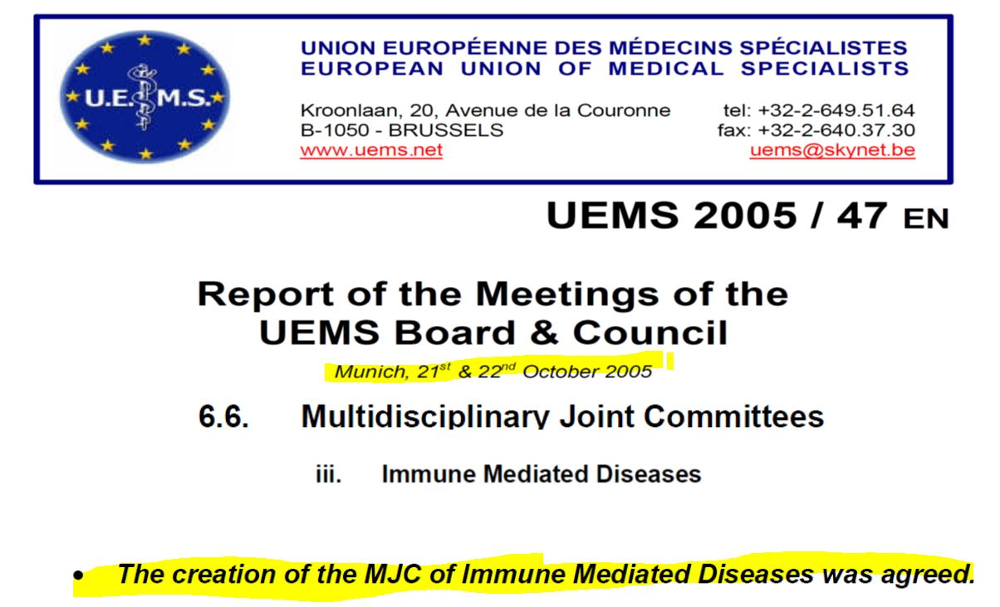 U.E. M.S.
UNION EUROPÉENNE DES MÉDECINS SPÉCIALISTES
EUROPEAN UNION OF MEDICAL SPECIALISTS
Kroonlaan, 20, Avenue de la Couronne tel: +32-2-649.51.64
B-1050 - BRUSSELS fax: +32-2-640.37.30
www.uems.net uems@skynet.be
UEMS 2005 / 47 EN
Report of the Meetings of the
UEMS Board & Council
Munich, 21st & 22nd October 2005
6.6. Multidisciplinary Joint Committees
iii. Immune Mediated Diseases
• The creation of the MJC of Immune Mediated Diseases was agreed.